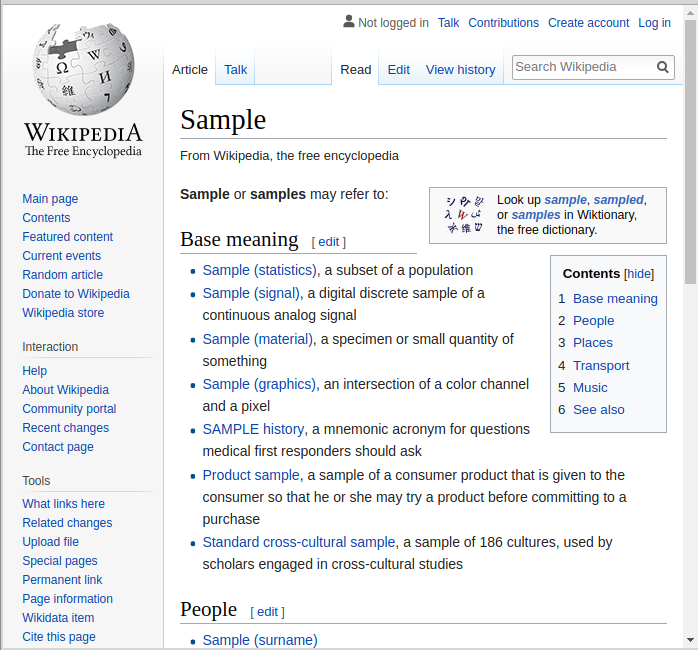 Not logged in Talk Contributions Create account Log in
Article Talk Read Edit View history Search Wikipedia
WIKIPEDIA
The Free Encyclopedia
Main page
Contents
Featured content
Current events
Random article
Donate to Wikipedia
Wikipedia store
Interaction
Help
About Wikipedia
Community portal
Recent changes
Contact page
Tools
What links here
Related changes
Upload file
Special pages
Permanent link
Page information
Wikidata item
Cite this page
Sample
From Wikipedia, the free encyclopedia
Sample or samples may refer to:
Look up sample, sampled,
or samples in Wiktionary,
the free dictionary.
Base meaning [ edit ]
Contents [hide]
1 Base meaning
2 People
3 Places
4 Transport
5 Music
6 See also
Sample (statistics), a subset of a population
Sample (signal), a digital discrete sample of a
continuous analog signal
Sample (material), a specimen or small quantity of
something
Sample (graphics), an intersection of a color channel
and a pixel
SAMPLE history, a mnemonic acronym for questions
medical first responders should ask
Product sample, a sample of a consumer product that is given to the
consumer so that he or she may try a product before committing to a
purchase
Standard cross-cultural sample, a sample of 186 cultures, used by
scholars engaged in cross-cultural studies
People [ edit ]
Sample (surname)